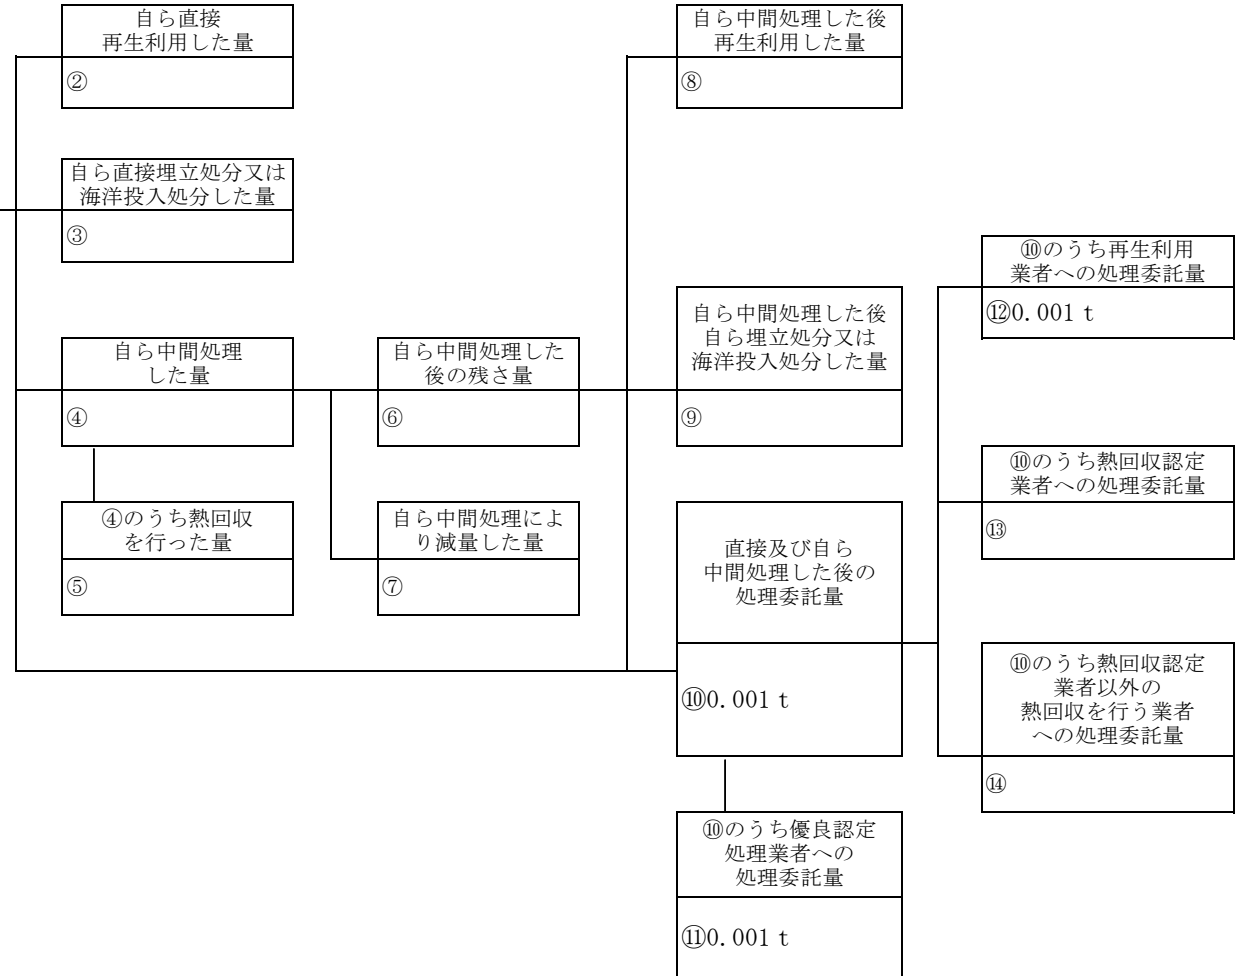 自ら直接
再生利用した量
②
自ら直接埋立処分又は
海洋投入処分した量
③
自ら中間処理
した量
④
④のうち熱回収
を行った量
⑤
自ら中間処理した
後の残さ量
⑥
自ら中間処理によ
り減量した量
⑦
自ら中間処理した後
再生利用した量
⑧
自ら中間処理した後
自ら埋立処分又は
海洋投入処分した量
⑨
直接及び自ら
中間処理した後の
処理委託量
⑩0.001 t
⑩のうち優良認定
処理業者への
処理委託量
⑪0.001 t
⑩のうち再生利用
業者への処理委託量
⑫0.001 t
⑩のうち熱回収認定
業者への処理委託量
⑬
⑩のうち熱回収認定
業者以外の
熱回収を行う業者
への処理委託量
⑭